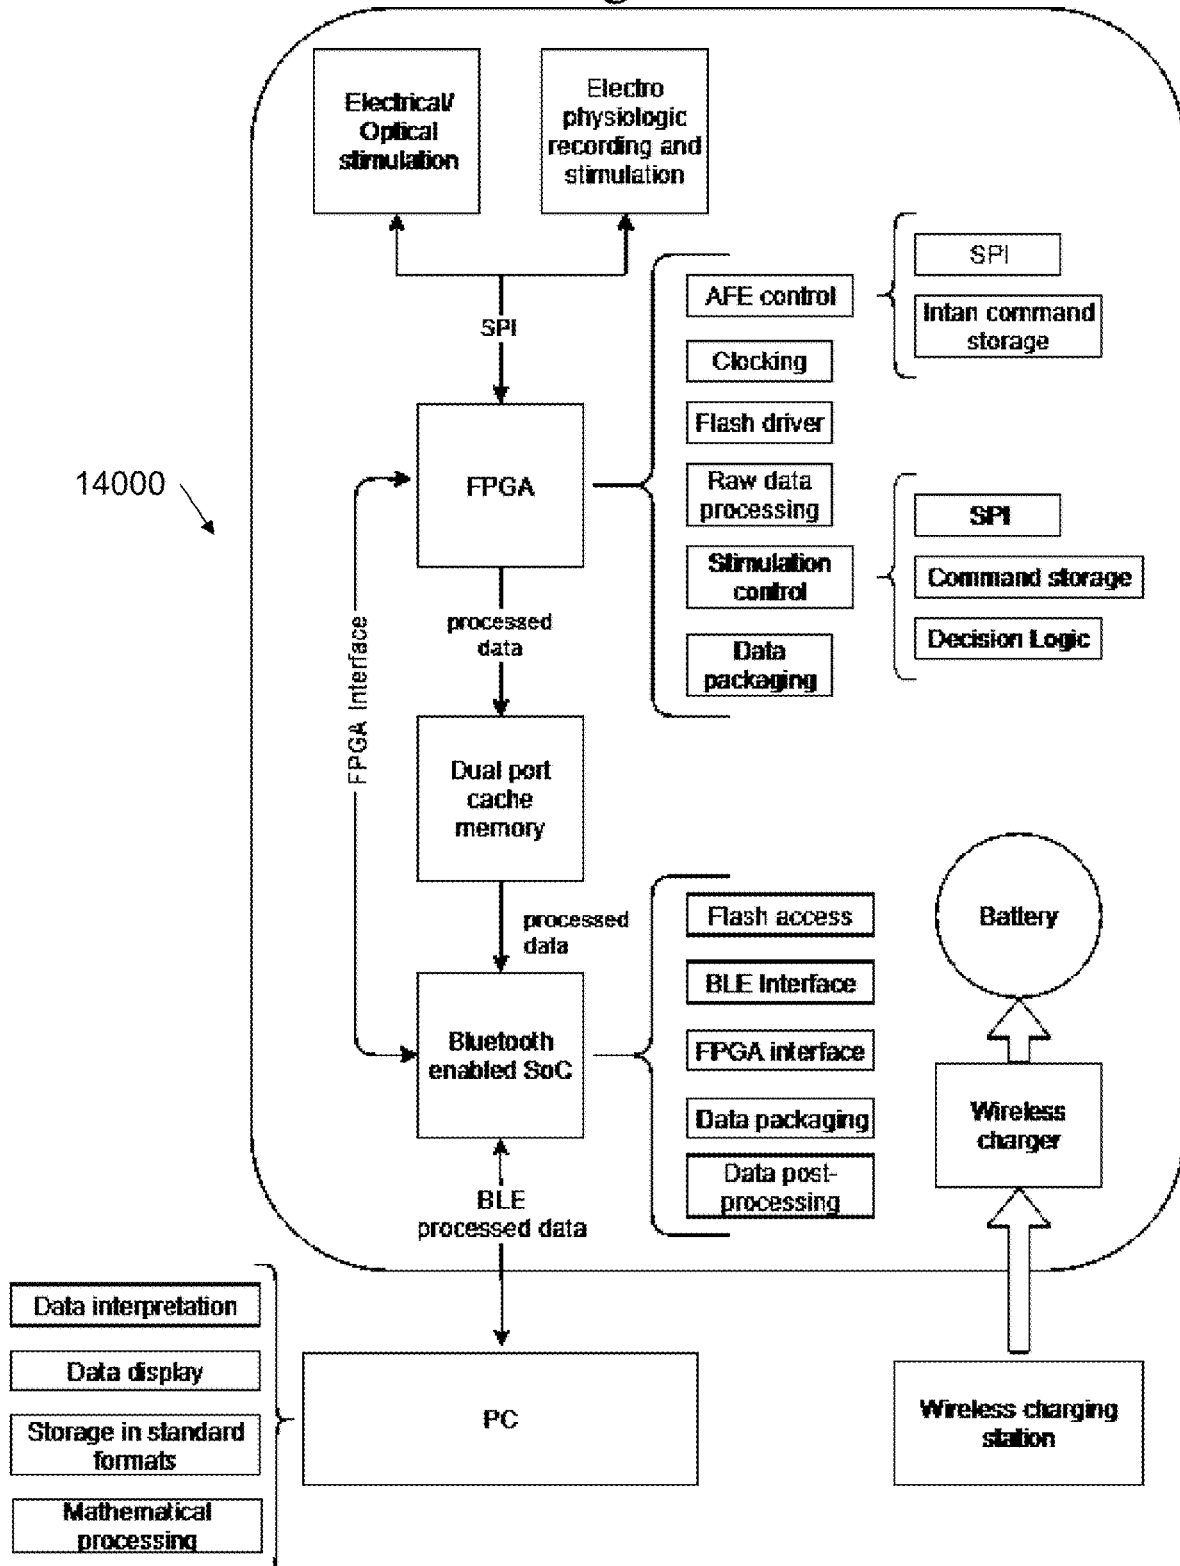 Electrical/
Optical
stimulation
Electro
physiologic
recording and
stimulation
SPI
AFE control
SPI
Intan command
storage
Clocking
Flash driver
14000
FPGA
Raw data
processing
SPI
Stimulation
control
Command storage
Decision Logic
FPGA Interface
processed
data
Data
packaging
Dual port
cache
memory
processed
data
Flash access
Battery
BLE Interface
Bluetooth
enabled SoC
FPGA interface
Data packaging
Wireless
charger
Data post-
processing
BLE
processed data
Data interpretation
Data display
Storage in standard
formats
Mathematical
processing
PC
Wireless charging
station